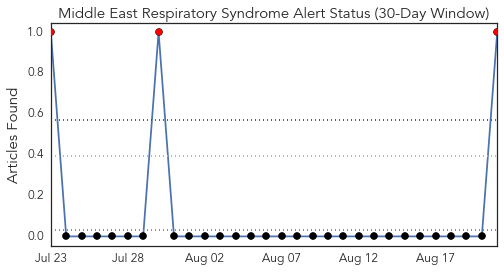 Middle East Respiratory Syndrome Alert Status (30-Day Window)
Articles Found
1.0
0.8
0.6
0.4
0.2
0.0
Jul 23 Jul 28 Aug 02 Aug 07 Aug 12 Aug 17